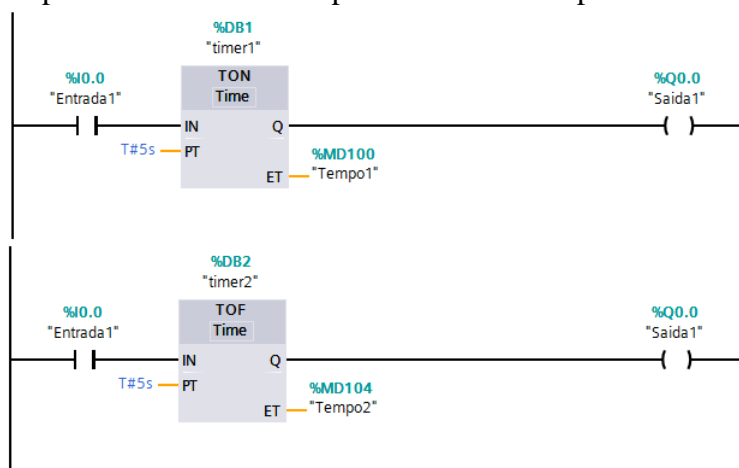 %DB1
"timer1"
%I0.0
"Entrada1"
TON
Time
%Q0.0
"Saida1"
IN Q
T#5s PT
%MD100
ET "Tempo1"
%DB2
"timer2"
%I0.0
"Entrada1"
TOF
Time
%Q0.0
"Saida1"
IN Q
T#5s PT
%MD104
ET "Tempo2"